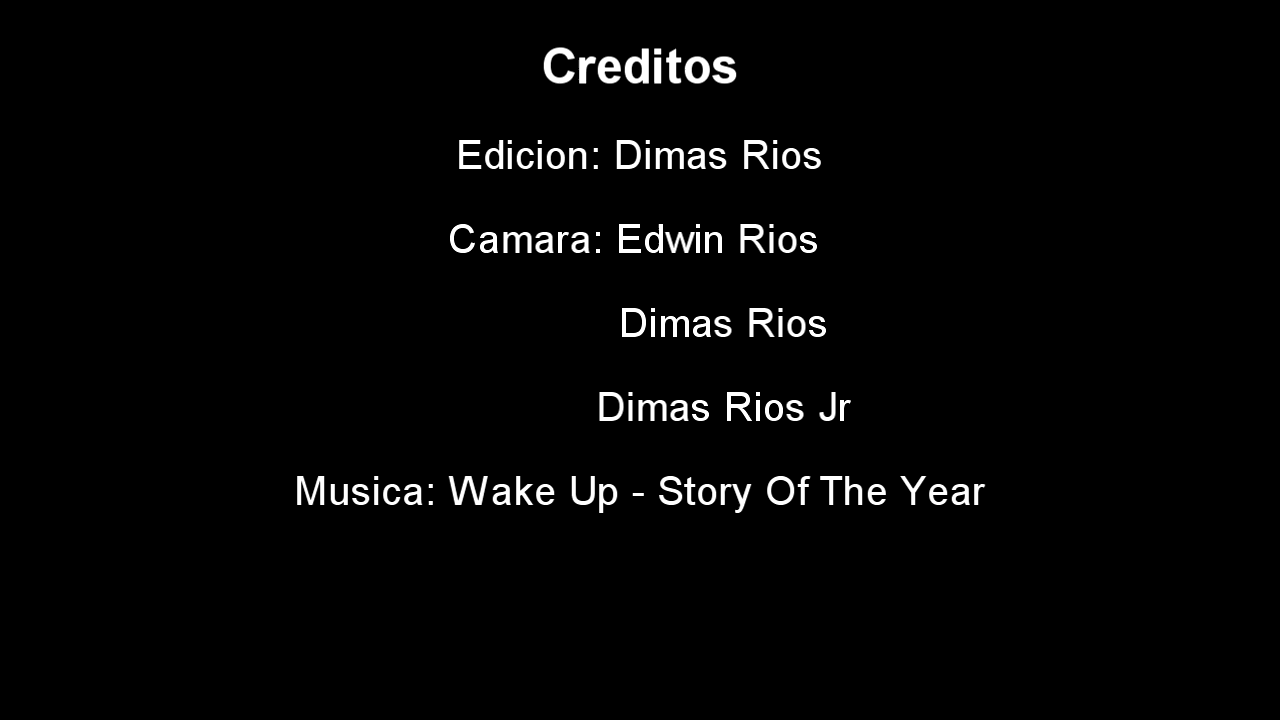 Creditos
Edicion: Dimas Rios
Camara: Edwin Rios
Dimas Rios
Dimas Rios Jr
Musica: Wake Up - Story Of The Year